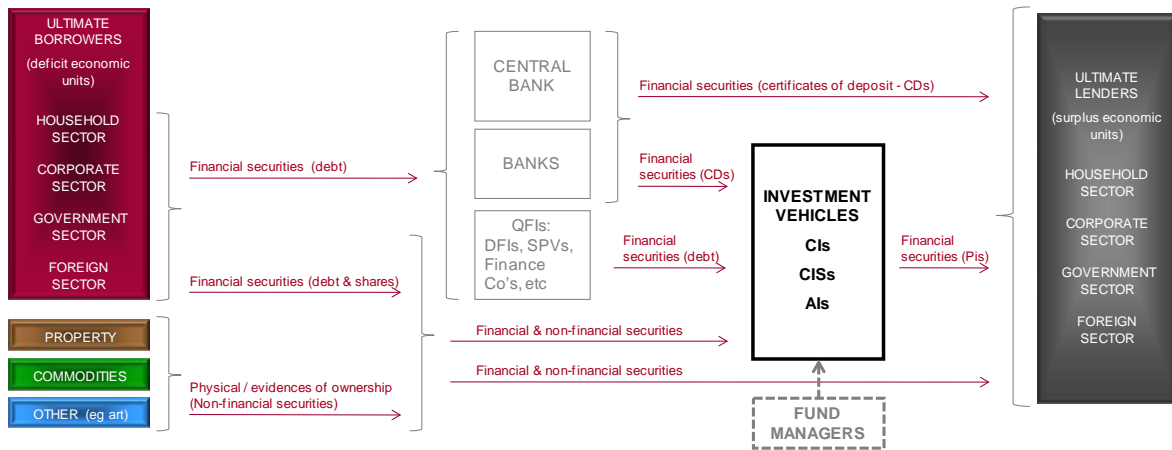 ULTIMATE
BORROWERS
(deficit economic
units)
HOUSEHOLD
SECTOR
CORPORATE
SECTOR
GOVERNMENT
SECTOR
FOREIGN
SECTOR
PROPERTY
COMMODITIES
OTHER (eg art)
Financial securities (debt)
Financial securities (debt & shares)
Physical / evidences of ownership
(Non-financial securities)
CENTRAL
BANK
BANKS
QFIs:
DFIs, SPVs,
Finance
Co's, etc
Financial securities (certificates of deposit - CDs)
Financial
securities (CDs)
Financial
securities (debt)
Financial & non-financial securities
Financial & non-financial securities
INVESTMENT
VEHICLES
CIs
CISs
AIs
FUND
MANAGERS
Financial
securities (Pis)
ULTIMATE
LENDERS
(surplus economic
units)
HOUSEHOLD
SECTOR
CORPORATE
SECTOR
GOVERNMENT
SECTOR
FOREIGN
SECTOR